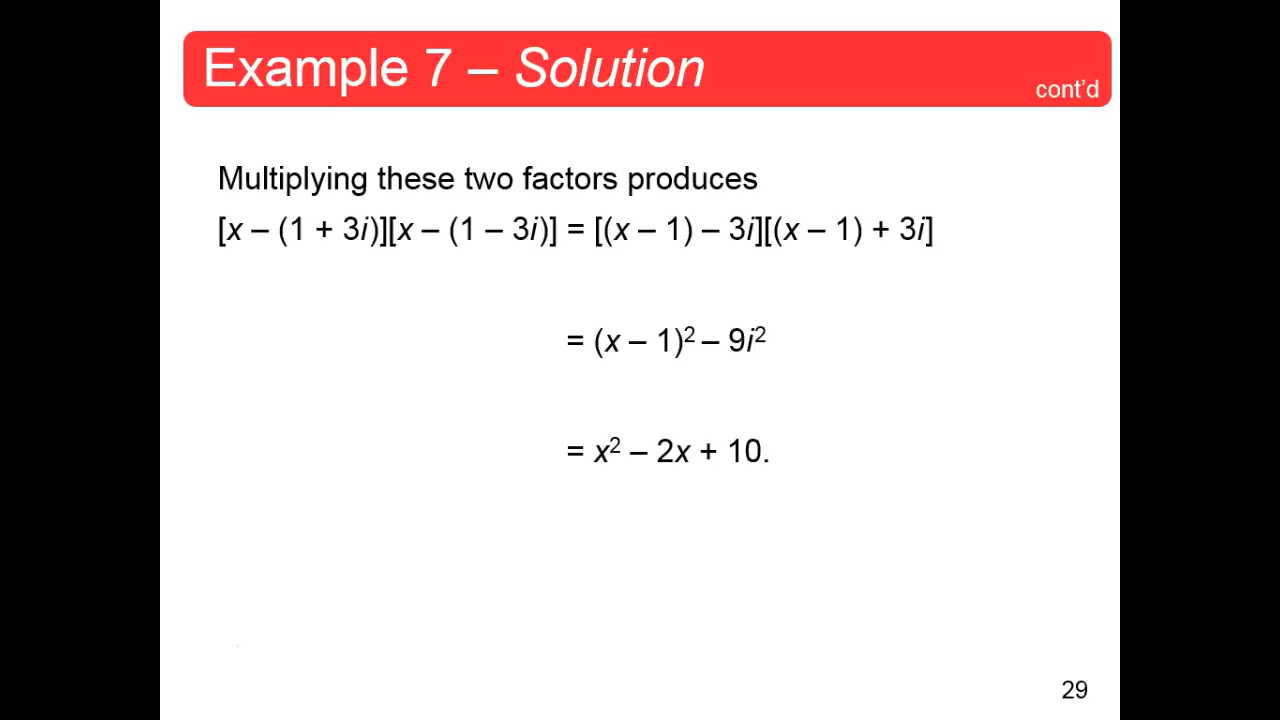 Example 7 – Solution
cont'd
Multiplying these two factors produces
[x – (1 + 3i)][x – (1 – 3i)] = [(x – 1) – 3i][(x – 1) + 3i]
= (x – 1)² – 9i²
= x² – 2x + 10.
29